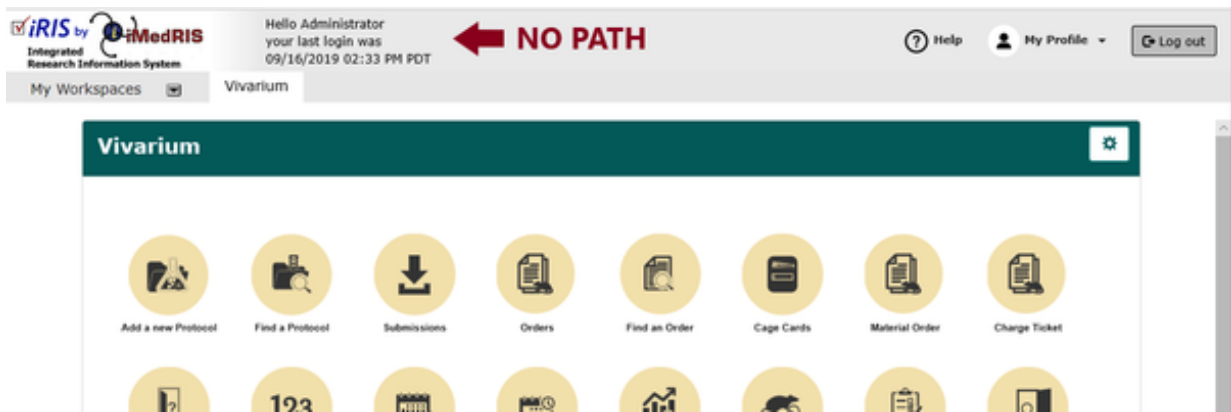 iRIS by iMedRIS
Integrated
Research Information System
Hello Administrator
your last login was
09/16/2019 02:33 PM PDT
NO PATH
? Help
My Profile
Log out
My Workspaces
Vivarium
Vivarium
Add a new Protocol
Find a Protocol
Submissions
Orders
Find an Order
Cage Cards
Material Order
Charge Ticket
?
123